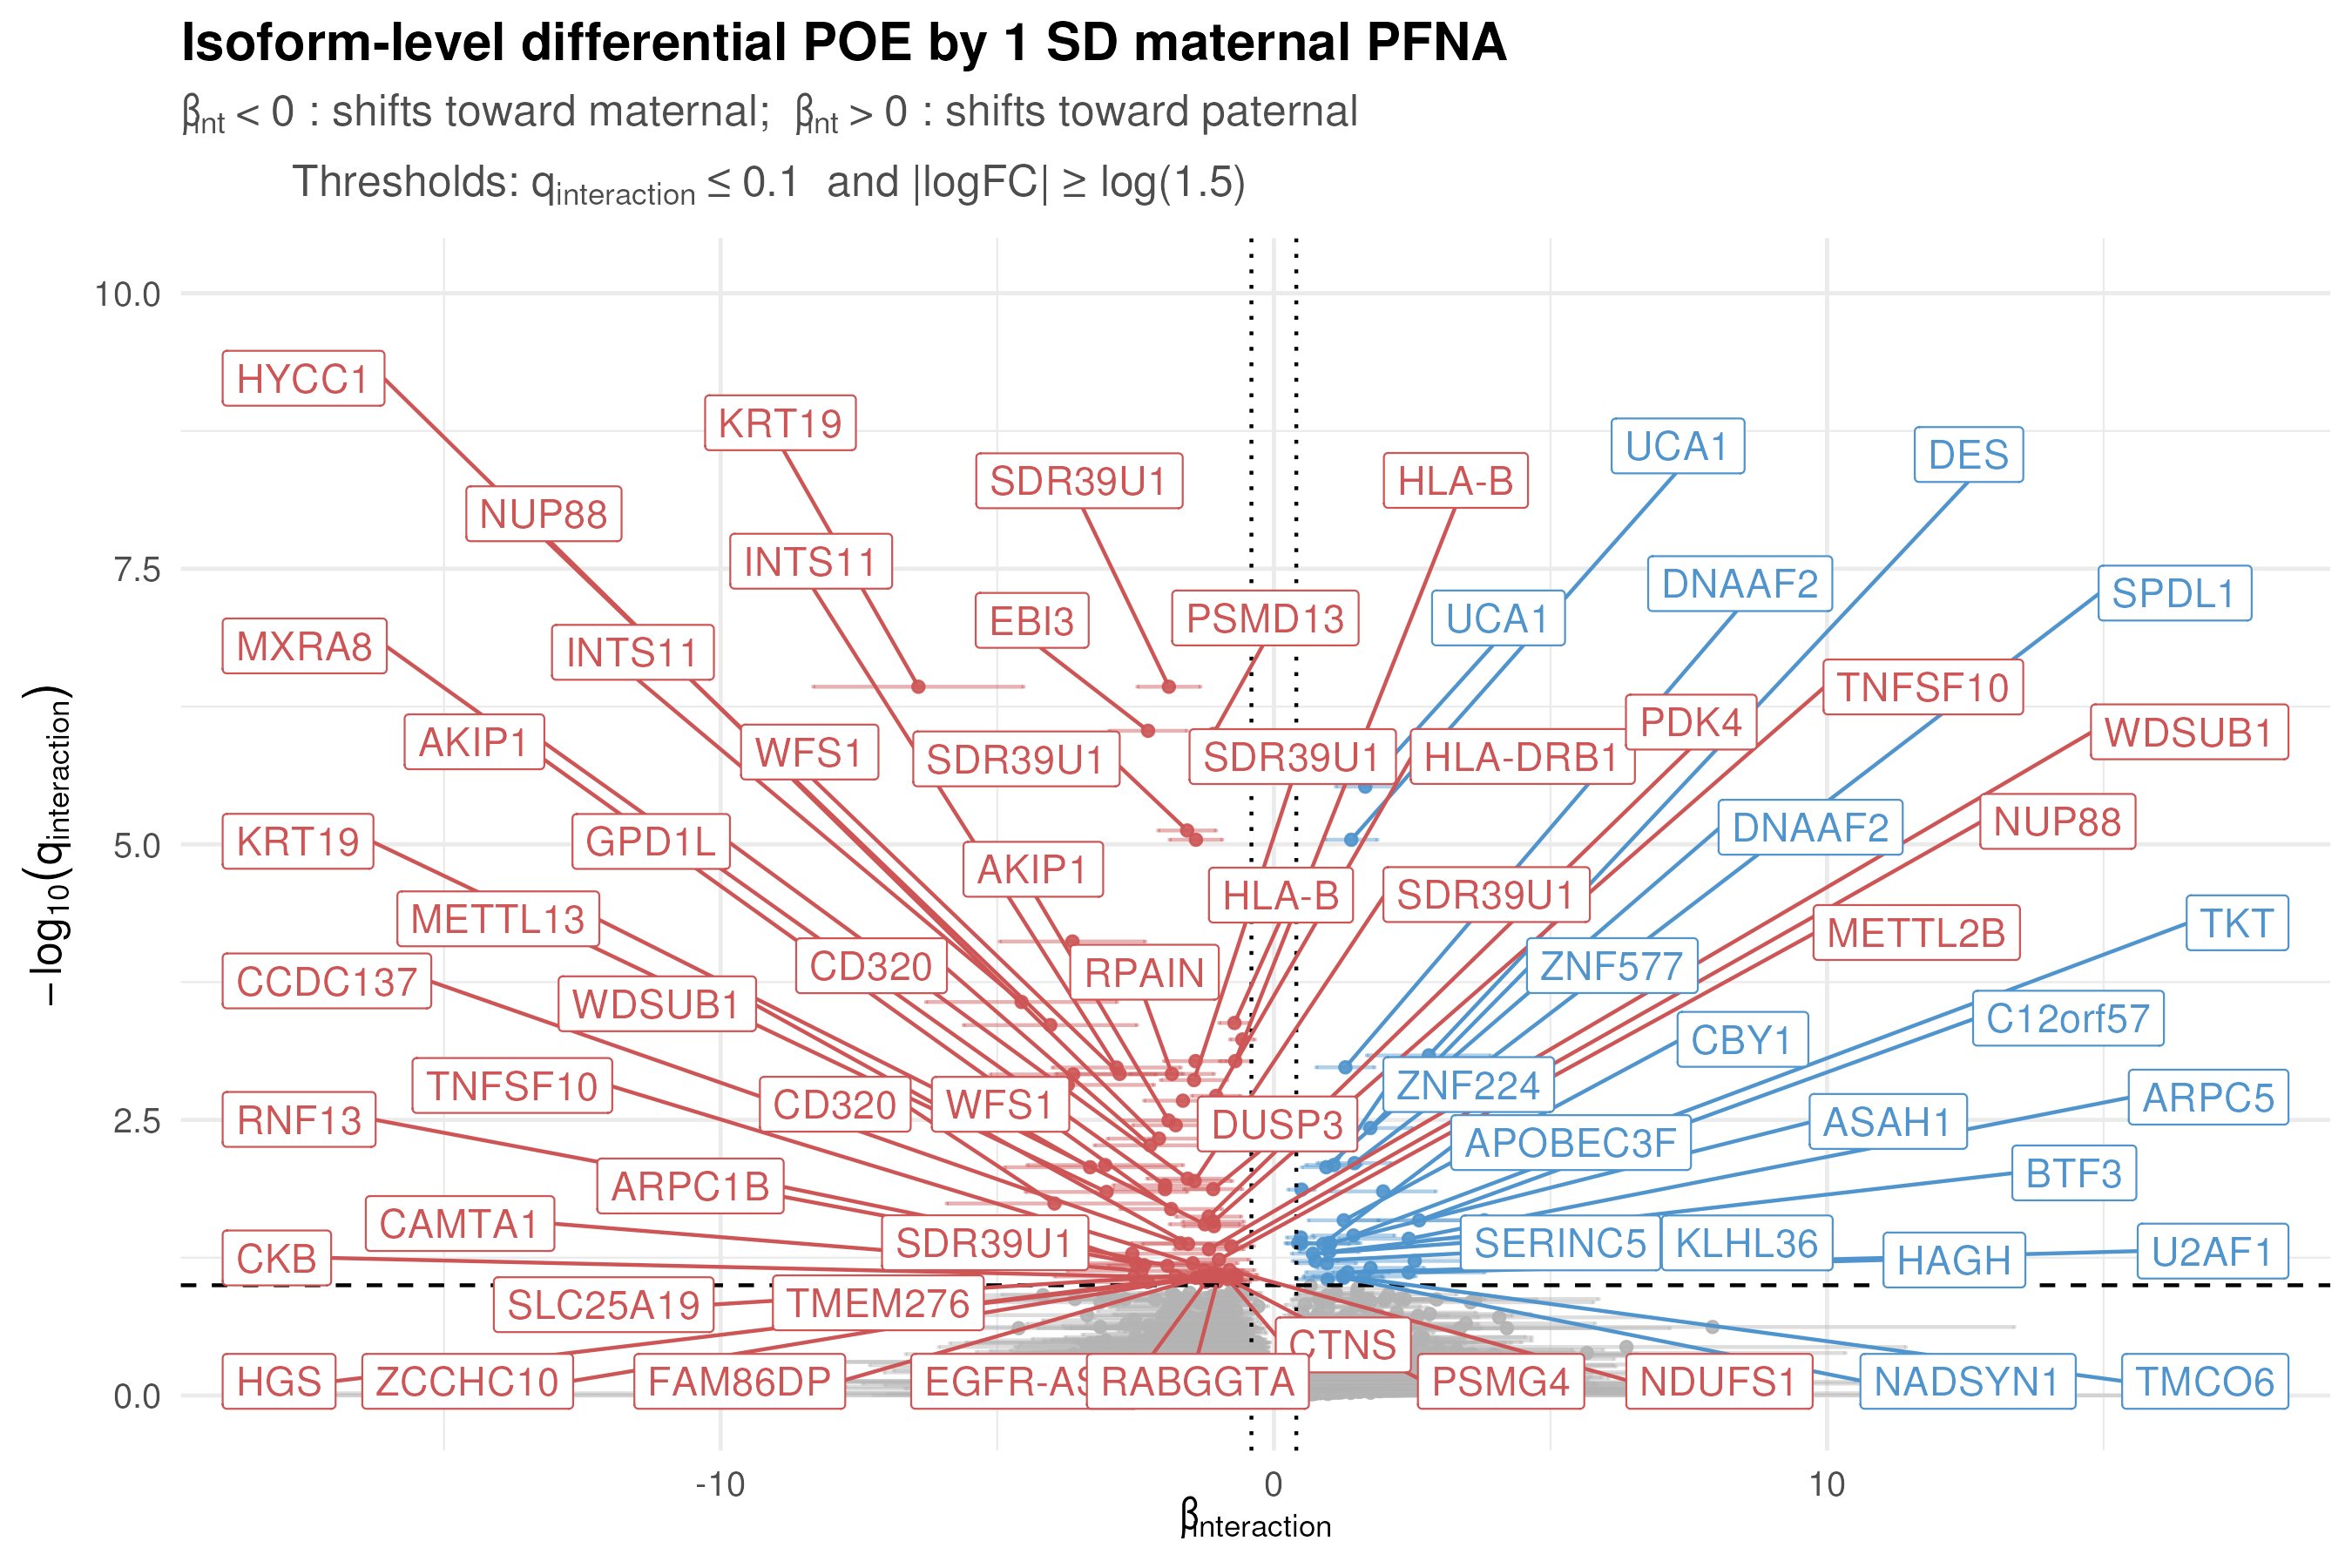 Isoform-level differential POE by 1 SD maternal PFNA
βint < 0 : shifts toward maternal; βint > 0 : shifts toward paternal
Thresholds: qinteraction ≤ 0.1 and |logFC| ≥ log(1.5)
10.0
HYCC1
KRT19
UCA1
DES
SDR39U1
HLA-B
NUP88
7.5
INTS11
DNAAF2
SPDL1
EBI3
PSMD13
UCA1
MXRA8
INTS11
TNFSF10
PDK4
WDSUB1
AKIP1
WFS1
SDR39U1
SDR39U1
HLA-DRB1
KRT19
GPD1L
5.0
DNAAF2
NUP88
AKIP1
HLA-B
SDR39U1
METTL13
METTL2B
TKT
CD320
RPAIN
ZNF577
CCDC137
WDSUB1
C12orf57
CBY1
TNFSF10
ZNF224
RNF13
CD320
WFS1
2.5
DUSP3
APOBEC3F
ASAH1
ARPC5
ARPC1B
BTF3
CAMTA1
SDR39U1
SERINC5
KLHL36
CKB
HAGH
U2AF1
SLC25A19
TMEM276
CTNS
HGS
ZCCHC10
FAM86DP
EGFR-AS
RABGGTA
PSMG4
NDUFS1
NADSYN1
TMCO6
0.0
-10
0
10
βinteraction
−log10(qinteraction)